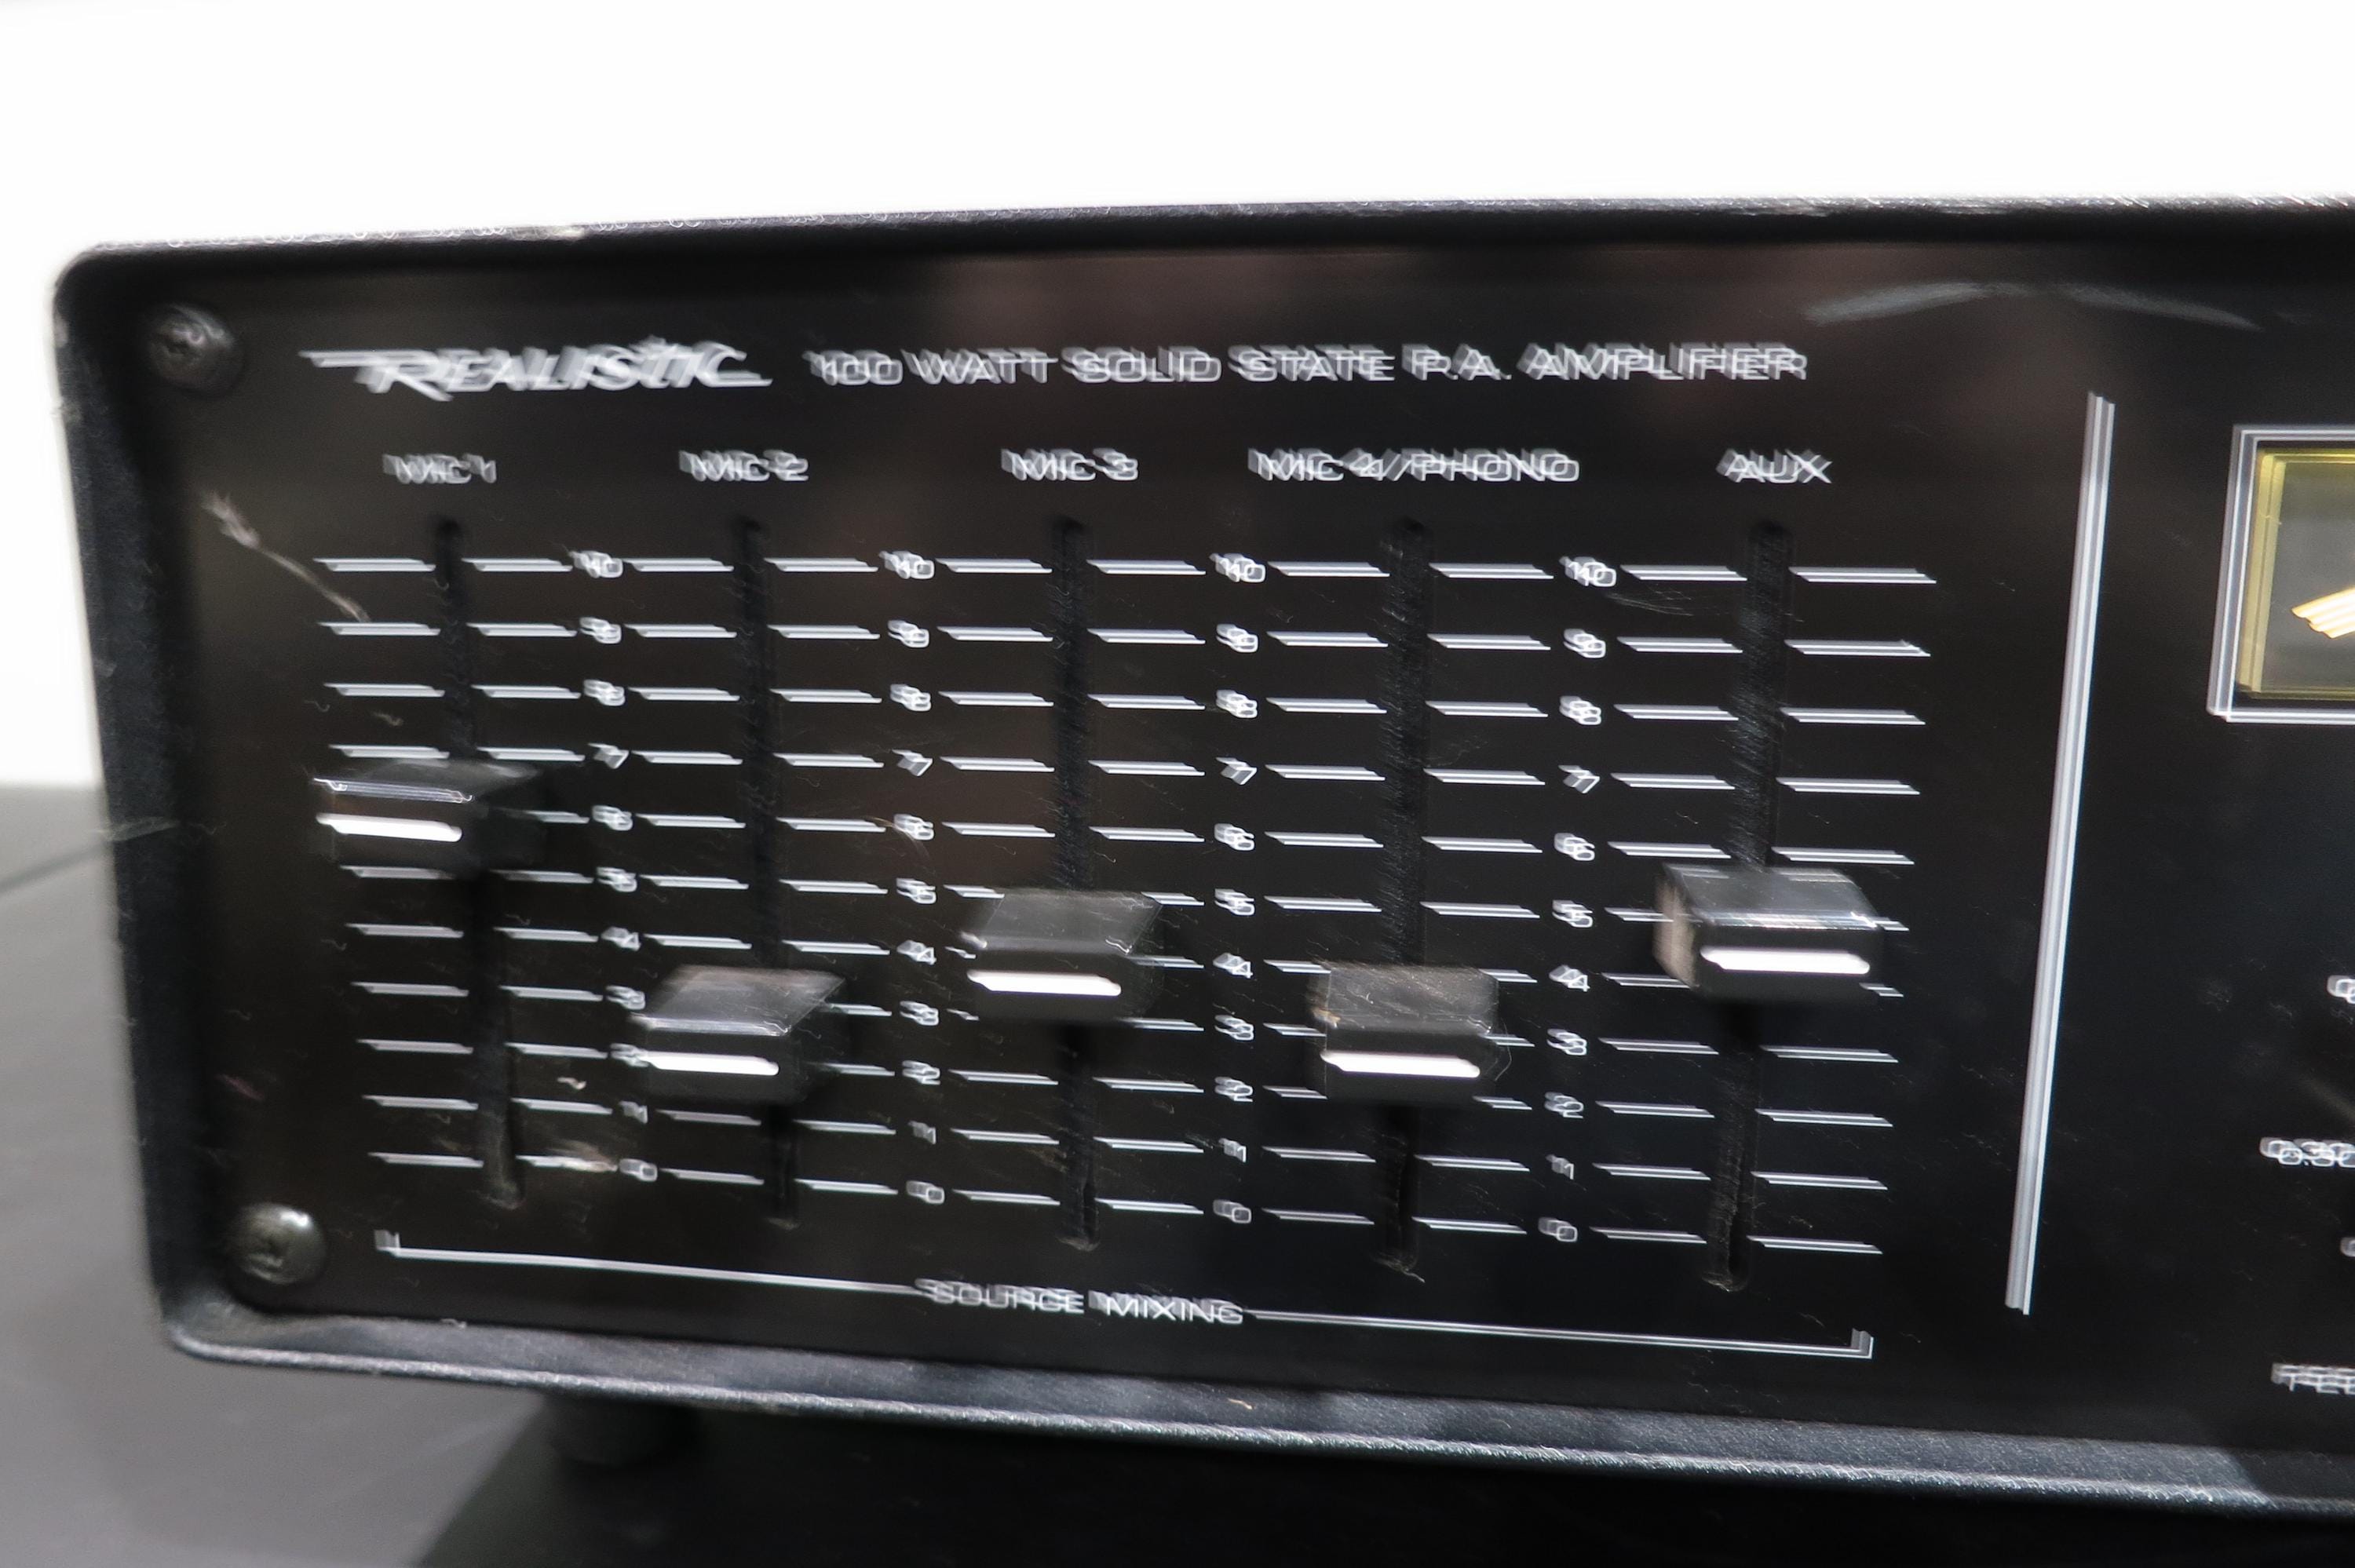 REALISTIC 100 WATT SOLID STATE P.A. AMPLIFIER
MIC 1 MIC 2 MIC 3 MIC 4/PHONO AUX
10 10 10 10
9 9 9 9
8 8 8 8
7 7 7 7
6 6 6 6
5 5 5 5
4 4 4 4
3 3 3 3
2 2 2
1 1 1 1
0 0 0 0
SOURCE MIXING